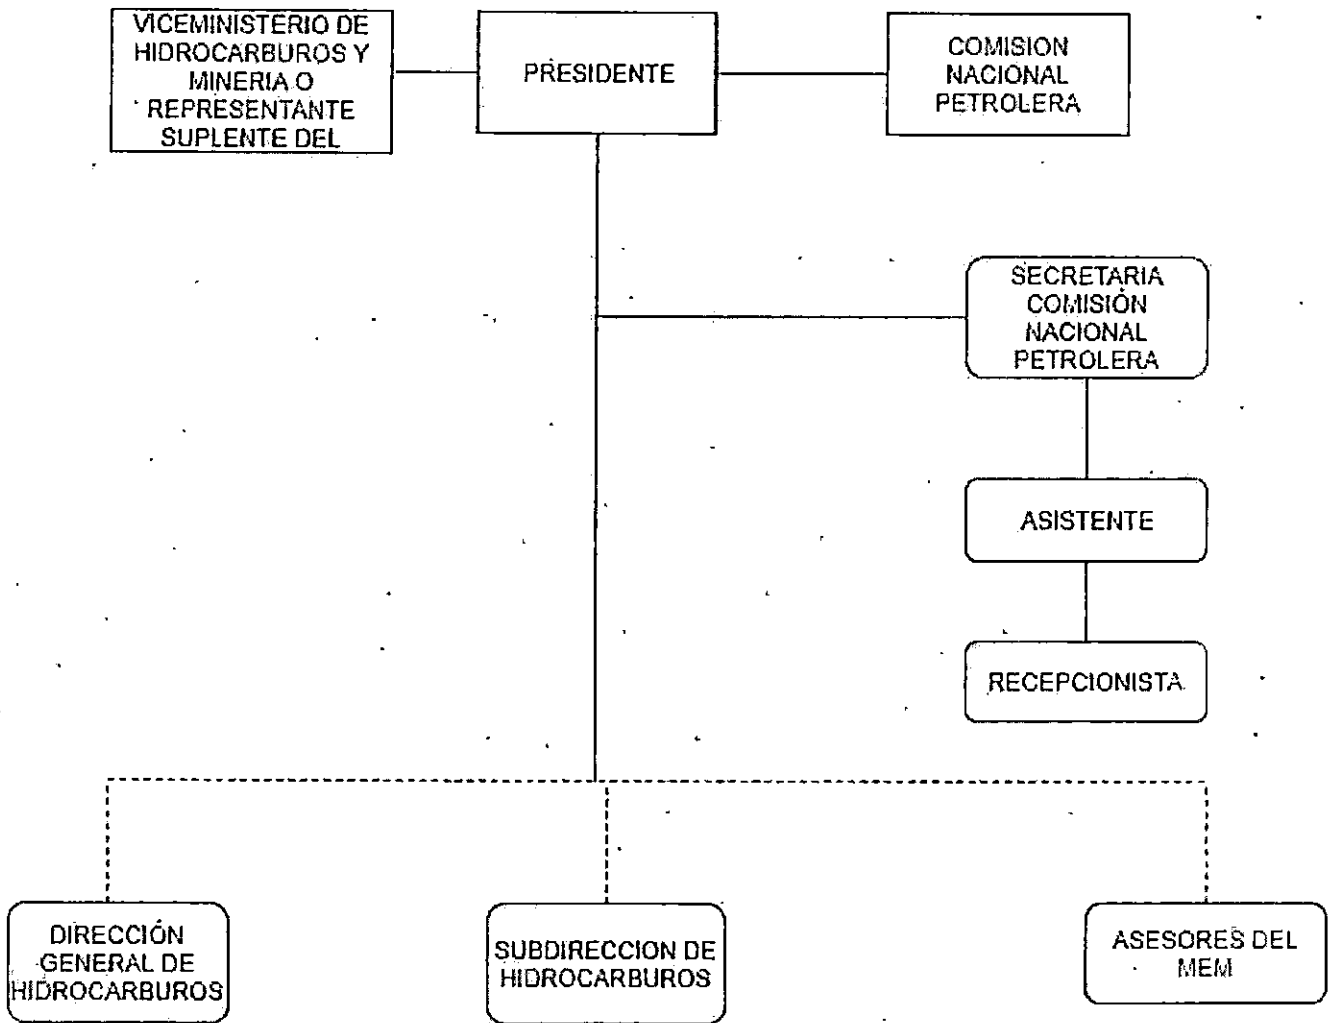 VICEMINISTERIO DE
HIDROCARBUROS Y
MINERIA O
REPRESENTANTE
SUPLENTE DEL
PRESIDENTE
COMISION
NACIONAL
PETROLERA
SECRETARIA
COMISIÓN
NACIONAL
PETROLERA
ASISTENTE
RECEPCIONISTA
DIRECCIÓN
GENERAL DE
HIDROCARBUROS
SUBDIRECCION DE
HIDROCARBUROS
ASESORES DEL
MEM